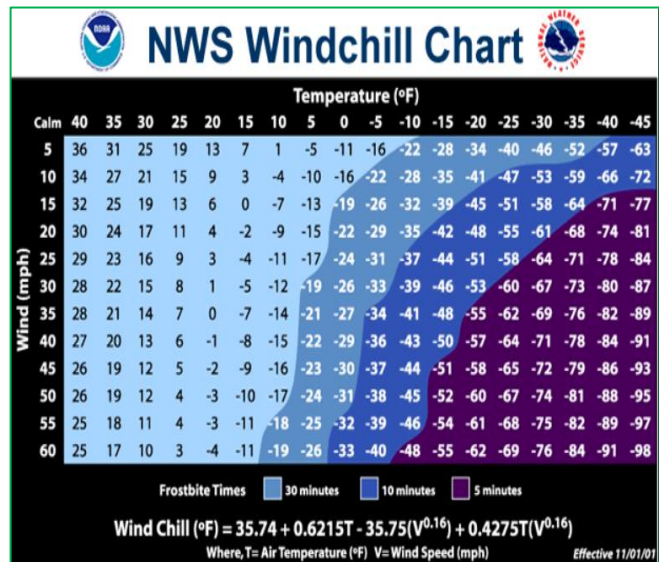 NOAA
NWS Windchill Chart
Temperature (ºF)
Calm 40 35 30 25 20 15 10 5 0 -5 -10 -15 -20 -25 -30 -35 -40 -45
5 36 31 25 19 13 7 1 -5 -11 -16 -22 -28 -34 -40 -46 -52 -57 -63
10 34 27 21 15 9 3 -4 -10 -16 -22 -28 -35 -41 -47 -53 -59 -66 -72
15 32 25 19 13 6 0 -7 -13 -19 -26 -32 -39 -45 -51 -58 -64 -71 -77
20 30 24 17 11 4 -2 -9 -15 -22 -29 -35 -42 -48 -55 -61 -68 -74 -81
25 29 23 16 9 3 -4 -11 -17 -24 -31 -37 -44 -51 -58 -64 -71 -78 -84
30 28 22 15 8 1 -5 -12 -19 -26 -33 -39 -46 -53 -60 -67 -73 -80 -87
35 28 21 14 7 0 -7 -14 -21 -27 -34 -41 -48 -55 -62 -69 -76 -82 -89
40 27 20 13 6 -1 -8 -15 -22 -29 -36 -43 -50 -57 -64 -71 -78 -84 -91
45 26 19 12 5 -2 -9 -16 -23 -30 -37 -44 -51 -58 -65 -72 -79 -86 -93
50 26 19 12 4 -3 -10 -17 -24 -31 -38 -45 -52 -60 -67 -74 -81 -88 -95
55 25 18 11 4 -3 -11 -18 -25 -32 -39 -46 -54 -61 -68 -75 -82 -89 -97
60 25 17 10 3 -4 -11 -19 -26 -33 -40 -48 -55 -62 -69 -76 -84 -91 -98
Wind (mph)
Frostbite Times 30 minutes 10 minutes 5 minutes
Wind Chill (ºF) = 35.74 + 0.6215T - 35.75(V0.16) + 0.4275T(V0.16)
Where, T= Air Temperature (ºF) V= Wind Speed (mph)
Effective 11/01/01